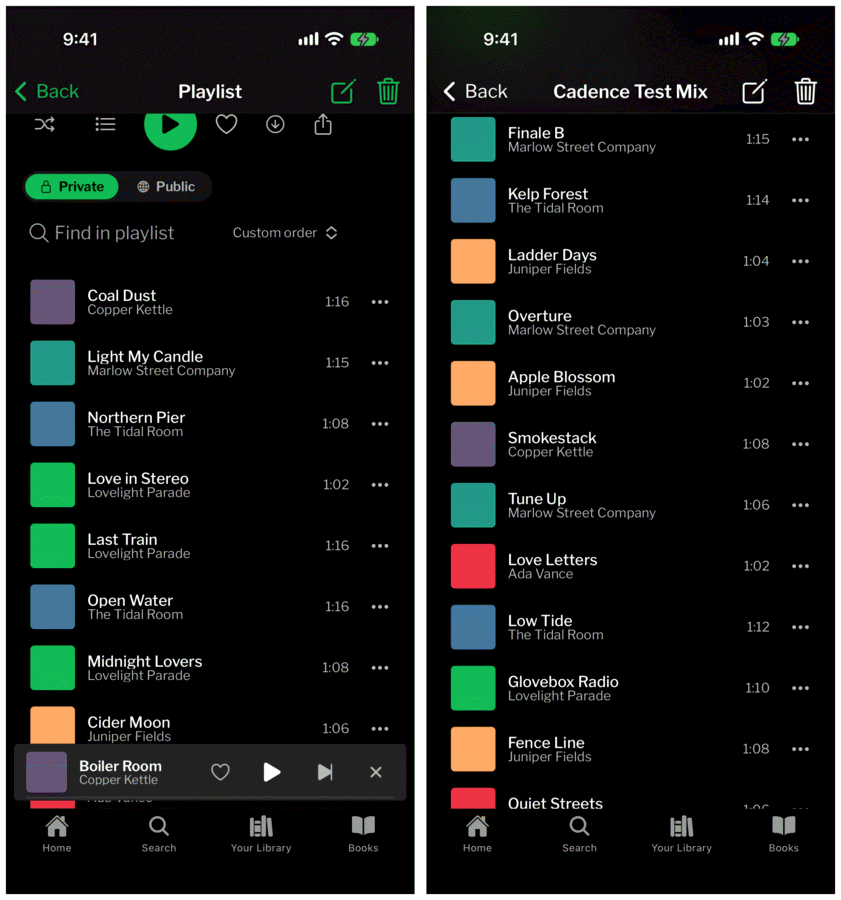 9:41
Back
Playlist
Private
Public
Find in playlist
Custom order
Coal Dust
Copper Kettle
1:16
Light My Candle
Marlow Street Company
1:15
Northern Pier
The Tidal Room
1:08
Love in Stereo
Lovelight Parade
1:02
Last Train
Lovelight Parade
1:16
Open Water
The Tidal Room
1:16
Midnight Lovers
Lovelight Parade
1:08
Cider Moon
Juniper Fields
1:06
Boiler Room
Copper Kettle
Ada Vance
Home
Search
Your Library
Books
9:41
Back
Cadence Test Mix
Finale B
Marlow Street Company
1:15
Kelp Forest
The Tidal Room
1:14
Ladder Days
Juniper Fields
1:04
Overture
Marlow Street Company
1:03
Apple Blossom
Juniper Fields
1:02
Smokestack
Copper Kettle
1:08
Tune Up
Marlow Street Company
1:06
Love Letters
Ada Vance
1:02
Low Tide
The Tidal Room
1:12
Glovebox Radio
Lovelight Parade
1:10
Fence Line
Juniper Fields
1:08
Quiet Streets
1:06
Home
Search
Your Library
Books